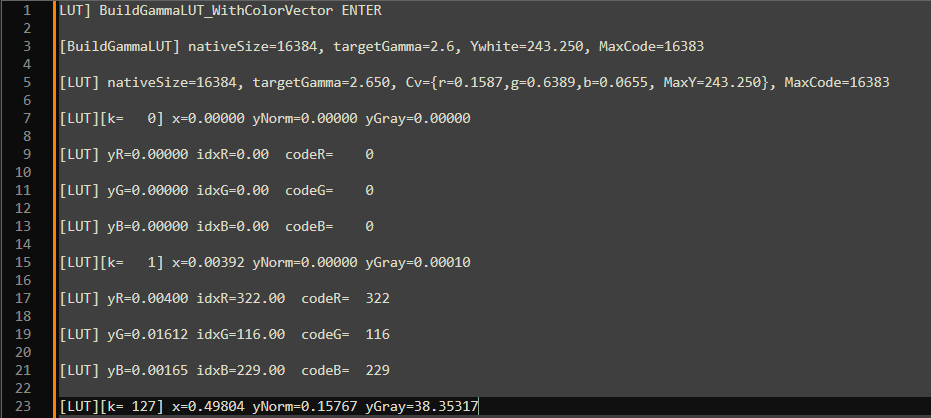 1 LUT] BuildGammaLUT_WithColorVector ENTER
2
3 [BuildGammaLUT] nativeSize=16384, targetGamma=2.6, Ywhite=243.250, MaxCode=16383
4
5 [LUT] nativeSize=16384, targetGamma=2.650, Cv={r=0.1587,g=0.6389,b=0.0655, MaxY=243.250}, MaxCode=16383
6
7 [LUT][k=   0] x=0.00000 yNorm=0.00000 yGray=0.00000
8
9 [LUT] yR=0.00000 idxR=0.00  codeR=    0
10
11 [LUT] yG=0.00000 idxG=0.00  codeG=    0
12
13 [LUT] yB=0.00000 idxB=0.00  codeB=    0
14
15 [LUT][k=   1] x=0.00392 yNorm=0.00000 yGray=0.00010
16
17 [LUT] yR=0.00400 idxR=322.00  codeR=  322
18
19 [LUT] yG=0.01612 idxG=116.00  codeG=  116
20
21 [LUT] yB=0.00165 idxB=229.00  codeB=  229
22
23 [LUT][k= 127] x=0.49804 yNorm=0.15767 yGray=38.35317